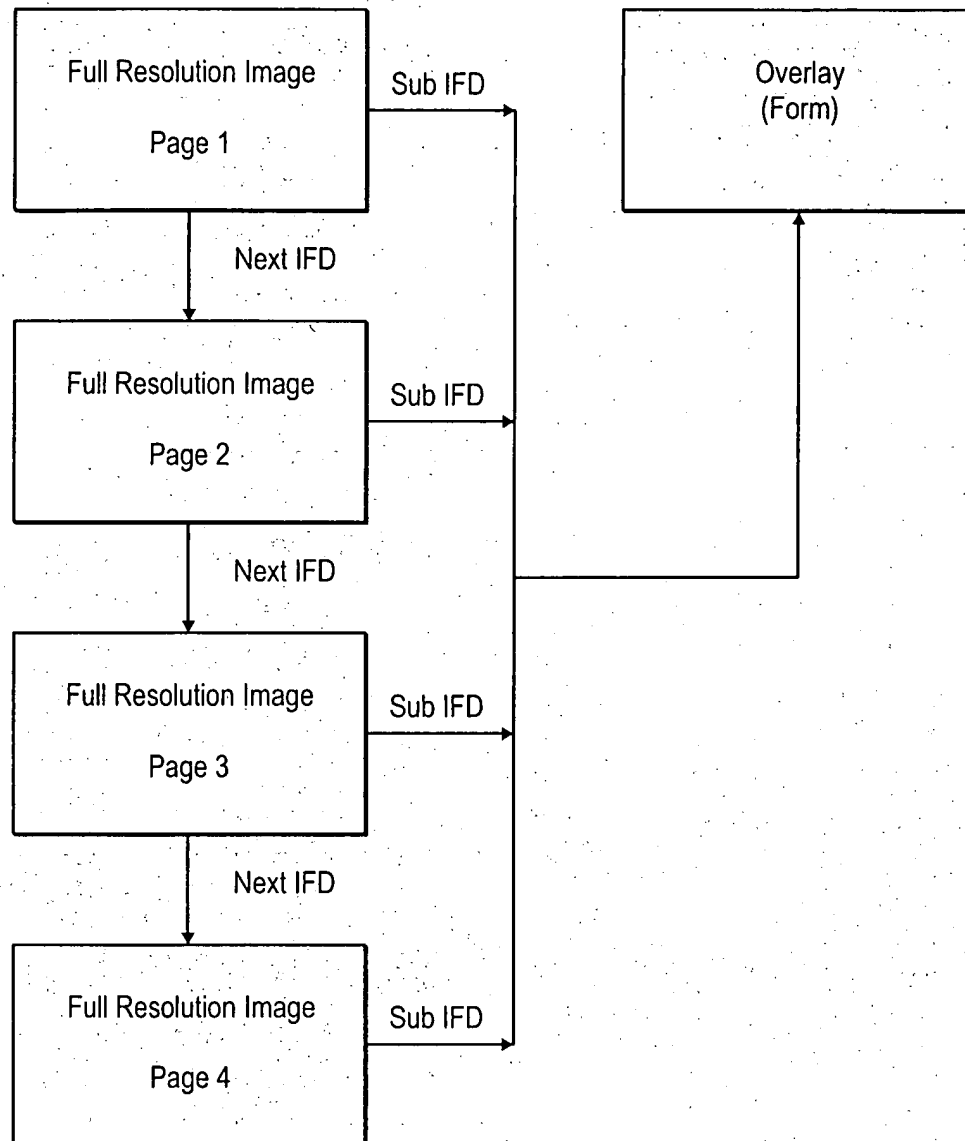 Full Resolution Image
Page 1
Sub IFD
Overlay
(Form)
Next IFD
Full Resolution Image
Page 2
Sub IFD
Next IFD
Full Resolution Image
Page 3
Sub IFD
Next IFD
Full Resolution Image
Page 4
Sub IFD